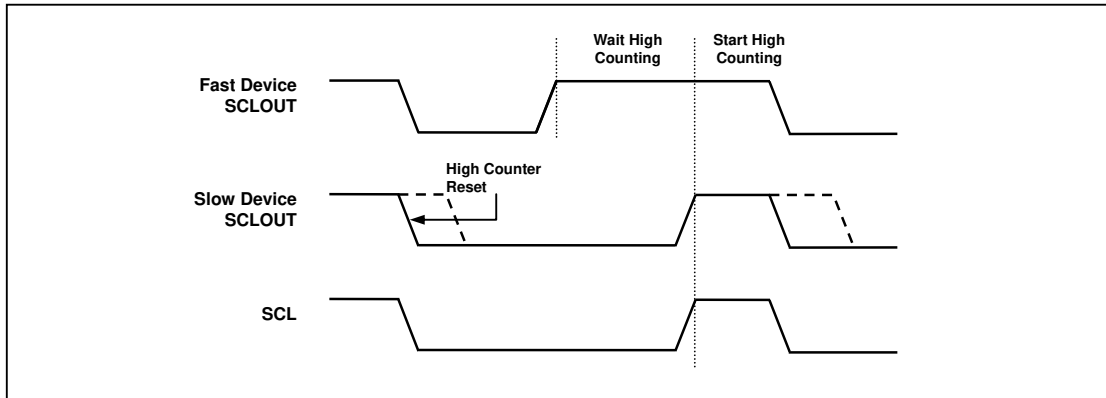 Wait High
Counting
Start High
Counting
Fast Device
SCLOUT
High Counter
Reset
Slow Device
SCLOUT
SCL